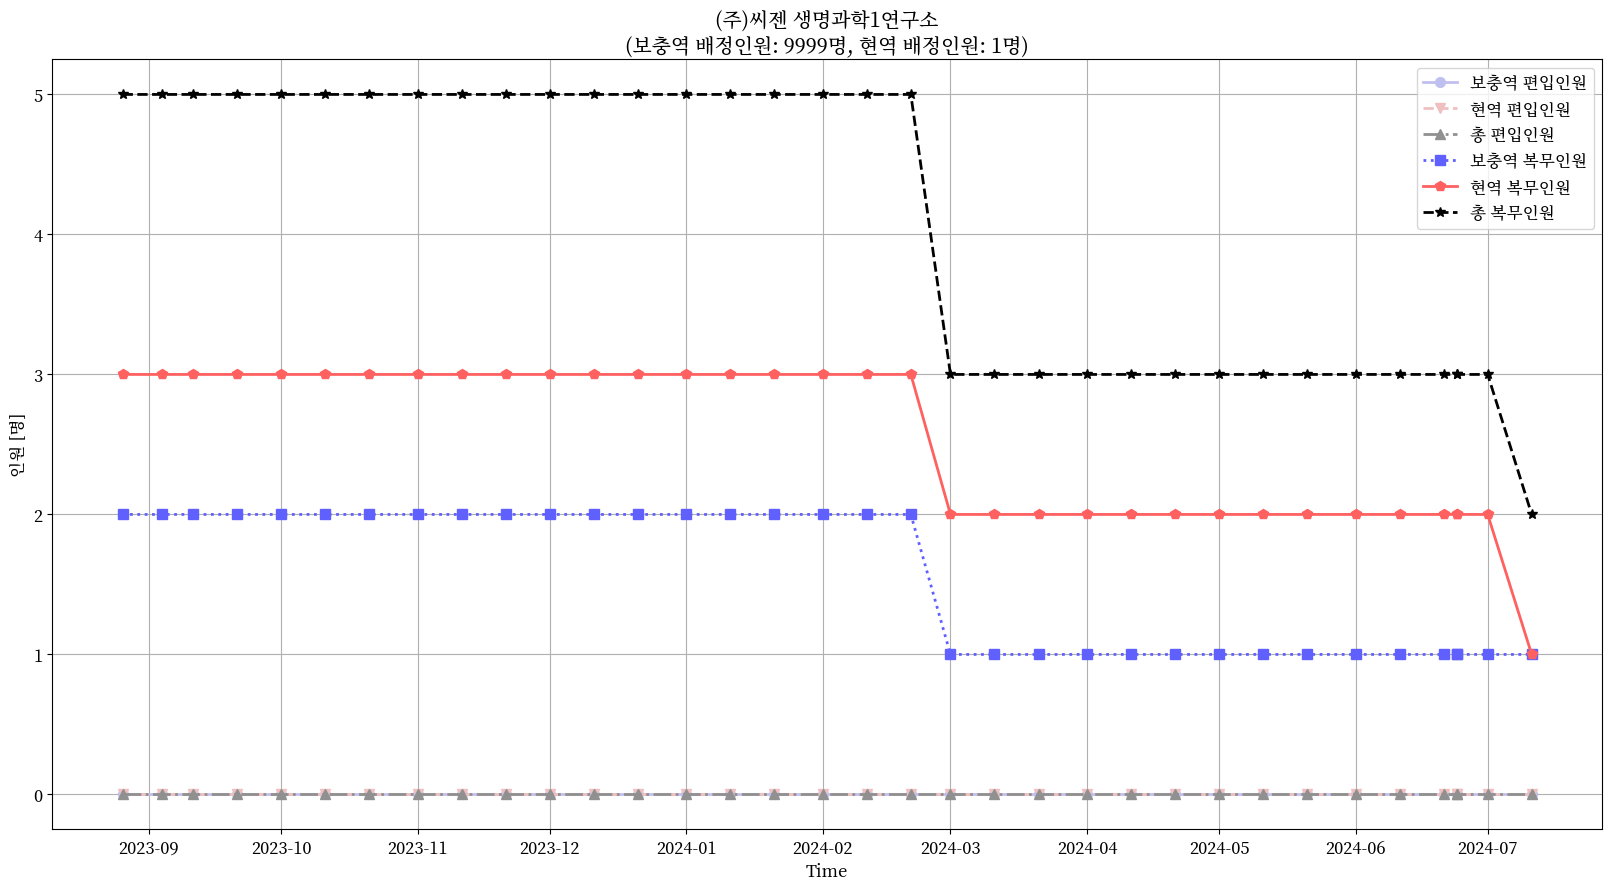 (주)씨젠 생명과학1연구소
(보충역 배정인원: 9999명, 현역 배정인원: 1명)
보충역 편입인원
현역 편입인원
총 편입인원
보충역 복무인원
현역 복무인원
총 복무인원
5
4
3
2
1
0
인원 [명]
2023-09
2023-10
2023-11
2023-12
2024-01
2024-02
2024-03
2024-04
2024-05
2024-06
2024-07
Time